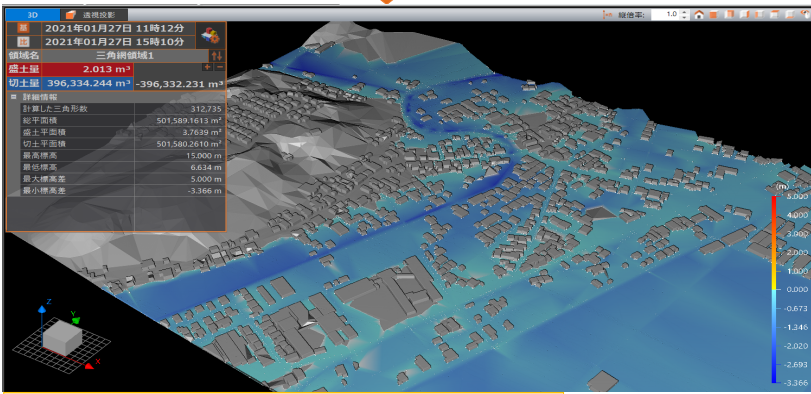 3D 透視投影
縦倍率: 1.0
基 2021年01月27日 11時12分
比 2021年01月27日 15時10分
領域名 三角網領域1
盛土量 2.013 m³
切土量 396,334.244 m³ -396,332.231 m³
詳細情報
計算した三角形数 312,735
総平面積 501,589.1613 m²
盛土平面積 3.7639 m²
切土平面積 501,580.2610 m²
最高標高 15.000 m
最低標高 6.634 m
最大標高差 5.000 m
最小標高差 -3.366 m
(m)
5.000
4.000
3.000
2.000
1.000
0.000
-0.673
-1.346
-2.020
-2.693
-3.366
Z
Y
X